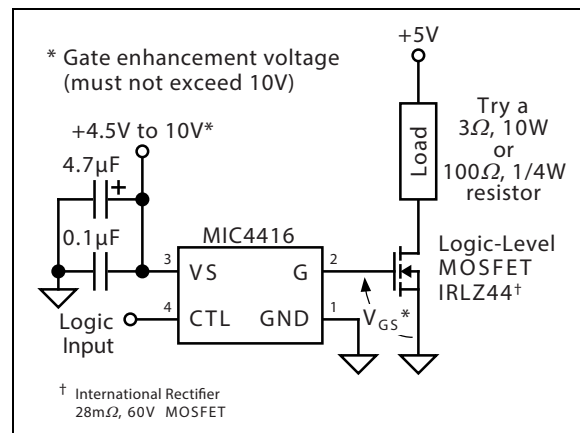 * Gate enhancement voltage
(must not exceed 10V)
+5V
+4.5V to 10V*
4.7µF
+
0.1µF
Load
Try a
3Ω, 10W
or
100Ω, 1/4W
resistor
MIC4416
3
VS
G
2
4
CTL
GND
1
Logic
Input
VGS*
Logic-Level
MOSFET
IRLZ44†
† International Rectifier
28mΩ, 60V MOSFET